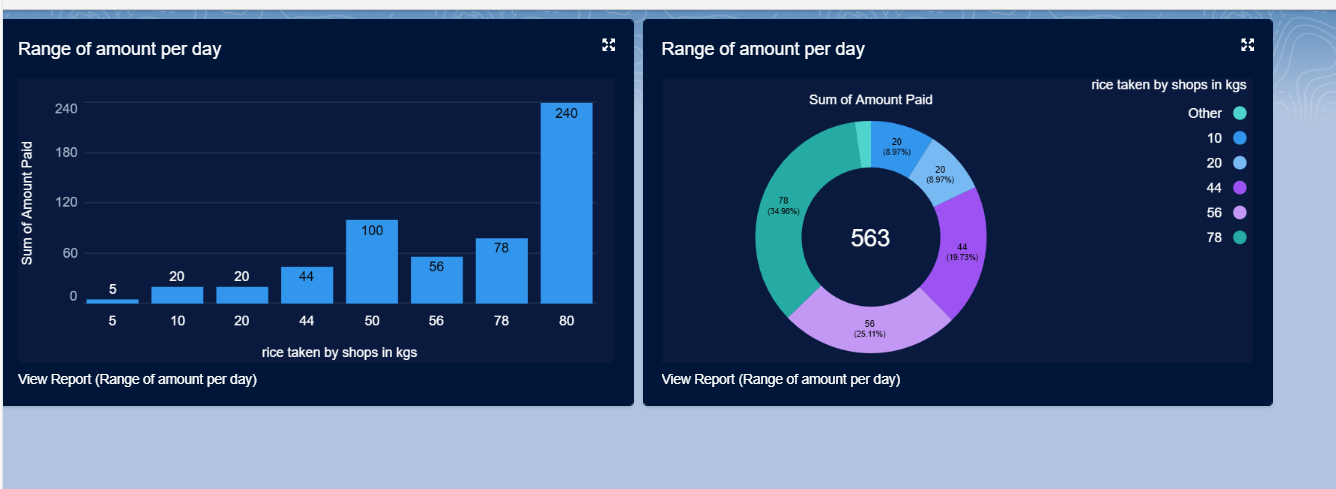 Range of amount per day
Sum of Amount Paid
240
180
120
60
0
5
20
20
44
100
56
78
240
5 10 20 44 50 56 78 80
rice taken by shops in kgs
View Report (Range of amount per day)
Range of amount per day
rice taken by shops in kgs
Sum of Amount Paid
Other
10
20
44
56
78
20
(8.97%)
20
(8.97%)
44
(19.73%)
56
(25.11%)
78
(34.98%)
563
View Report (Range of amount per day)